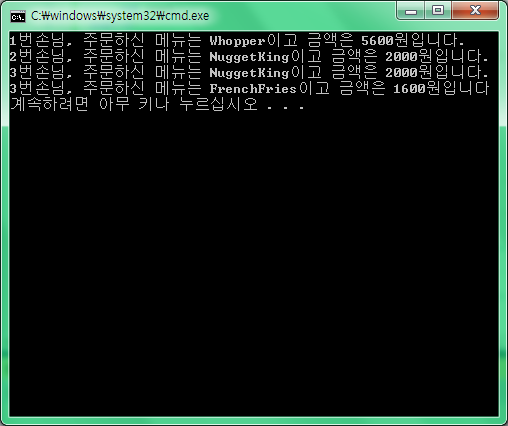 C:₩windows₩system32₩cmd.exe
1번손님, 주문하신 메뉴는 Whopper이고 금액은 5600원입니다.
2번손님, 주문하신 메뉴는 NuggetKing이고 금액은 2000원입니다.
3번손님, 주문하신 메뉴는 NuggetKing이고 금액은 2000원입니다.
3번손님, 주문하신 메뉴는 FrenchFries이고 금액은 1600원입니다
계속하려면 아무 키나 누르십시오 . . .